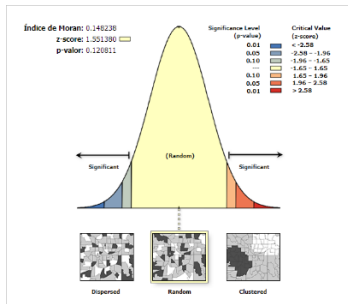 Índice de Moran: 0.148238
z-score: 1.551380
p-valor: 0.120811
Significance Level
(p-value)
Critical Value
(z-score)
0.01 < -2.58
0.05 -2.58 - -1.96
0.10 -1.96 - -1.65
— -1.65 - 1.65
0.10 1.65 - 1.96
0.05 1.96 - 2.58
0.01 > 2.58
Significant
(Random)
Significant
Dispersed
Random
Clustered